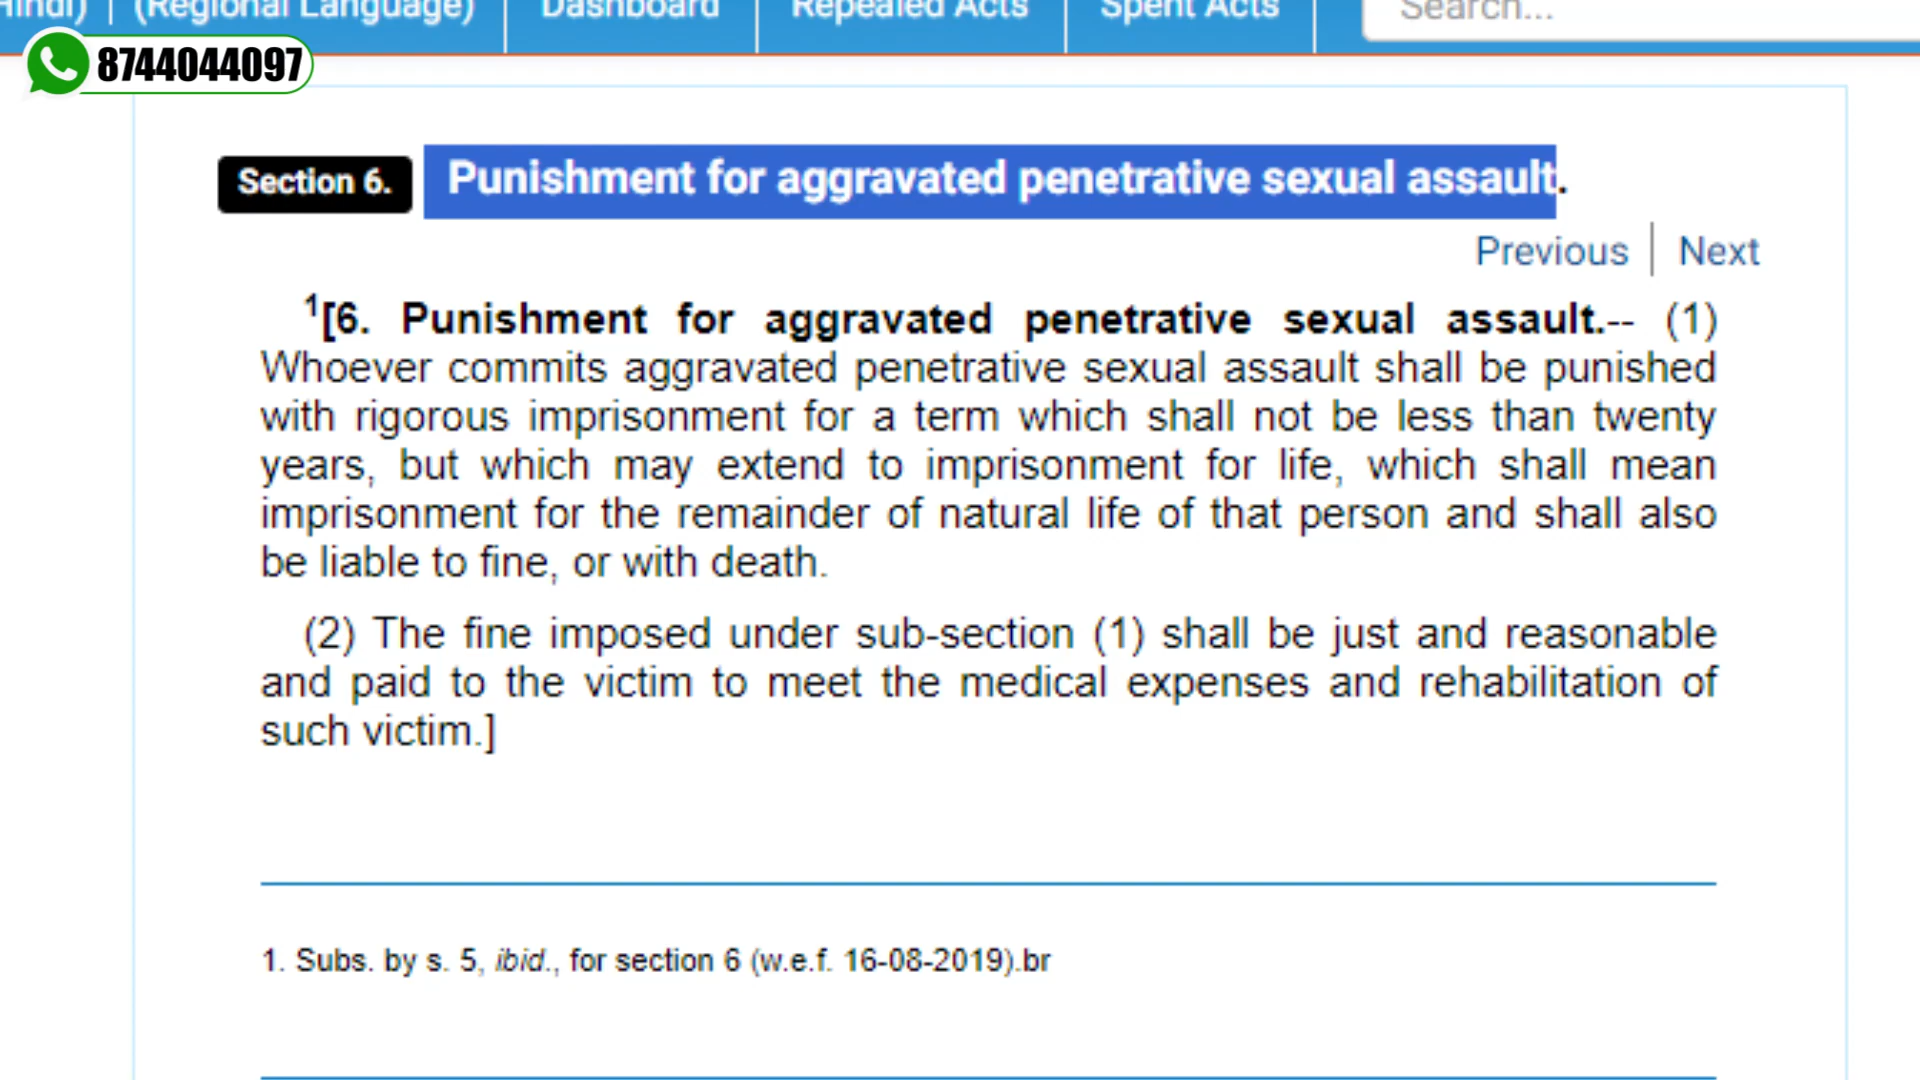 Hindi) | (Regional Language) Dashboard Repealed Acts Spent Acts Search...
8744044097
Section 6. Punishment for aggravated penetrative sexual assault.
Previous | Next
1[6. Punishment for aggravated penetrative sexual assault.-- (1)
Whoever commits aggravated penetrative sexual assault shall be punished
with rigorous imprisonment for a term which shall not be less than twenty
years, but which may extend to imprisonment for life, which shall mean
imprisonment for the remainder of natural life of that person and shall also
be liable to fine, or with death.
(2) The fine imposed under sub-section (1) shall be just and reasonable
and paid to the victim to meet the medical expenses and rehabilitation of
such victim.]
1. Subs. by s. 5, ibid., for section 6 (w.e.f. 16-08-2019).br